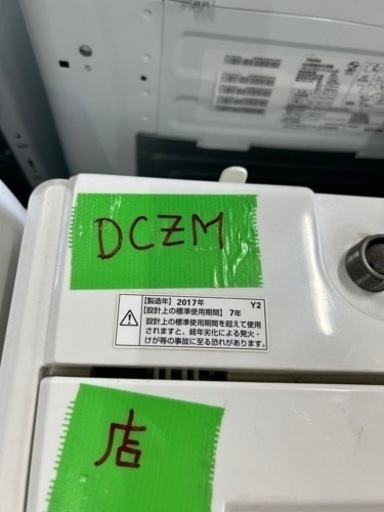 DCZM
【製造年】2017年 Y2
【設計上の標準使用期間】7年
設計上の標準使用期間を超えて使用
されますと、経年劣化による発火・
けが等の事故に至る恐れがあります。
店